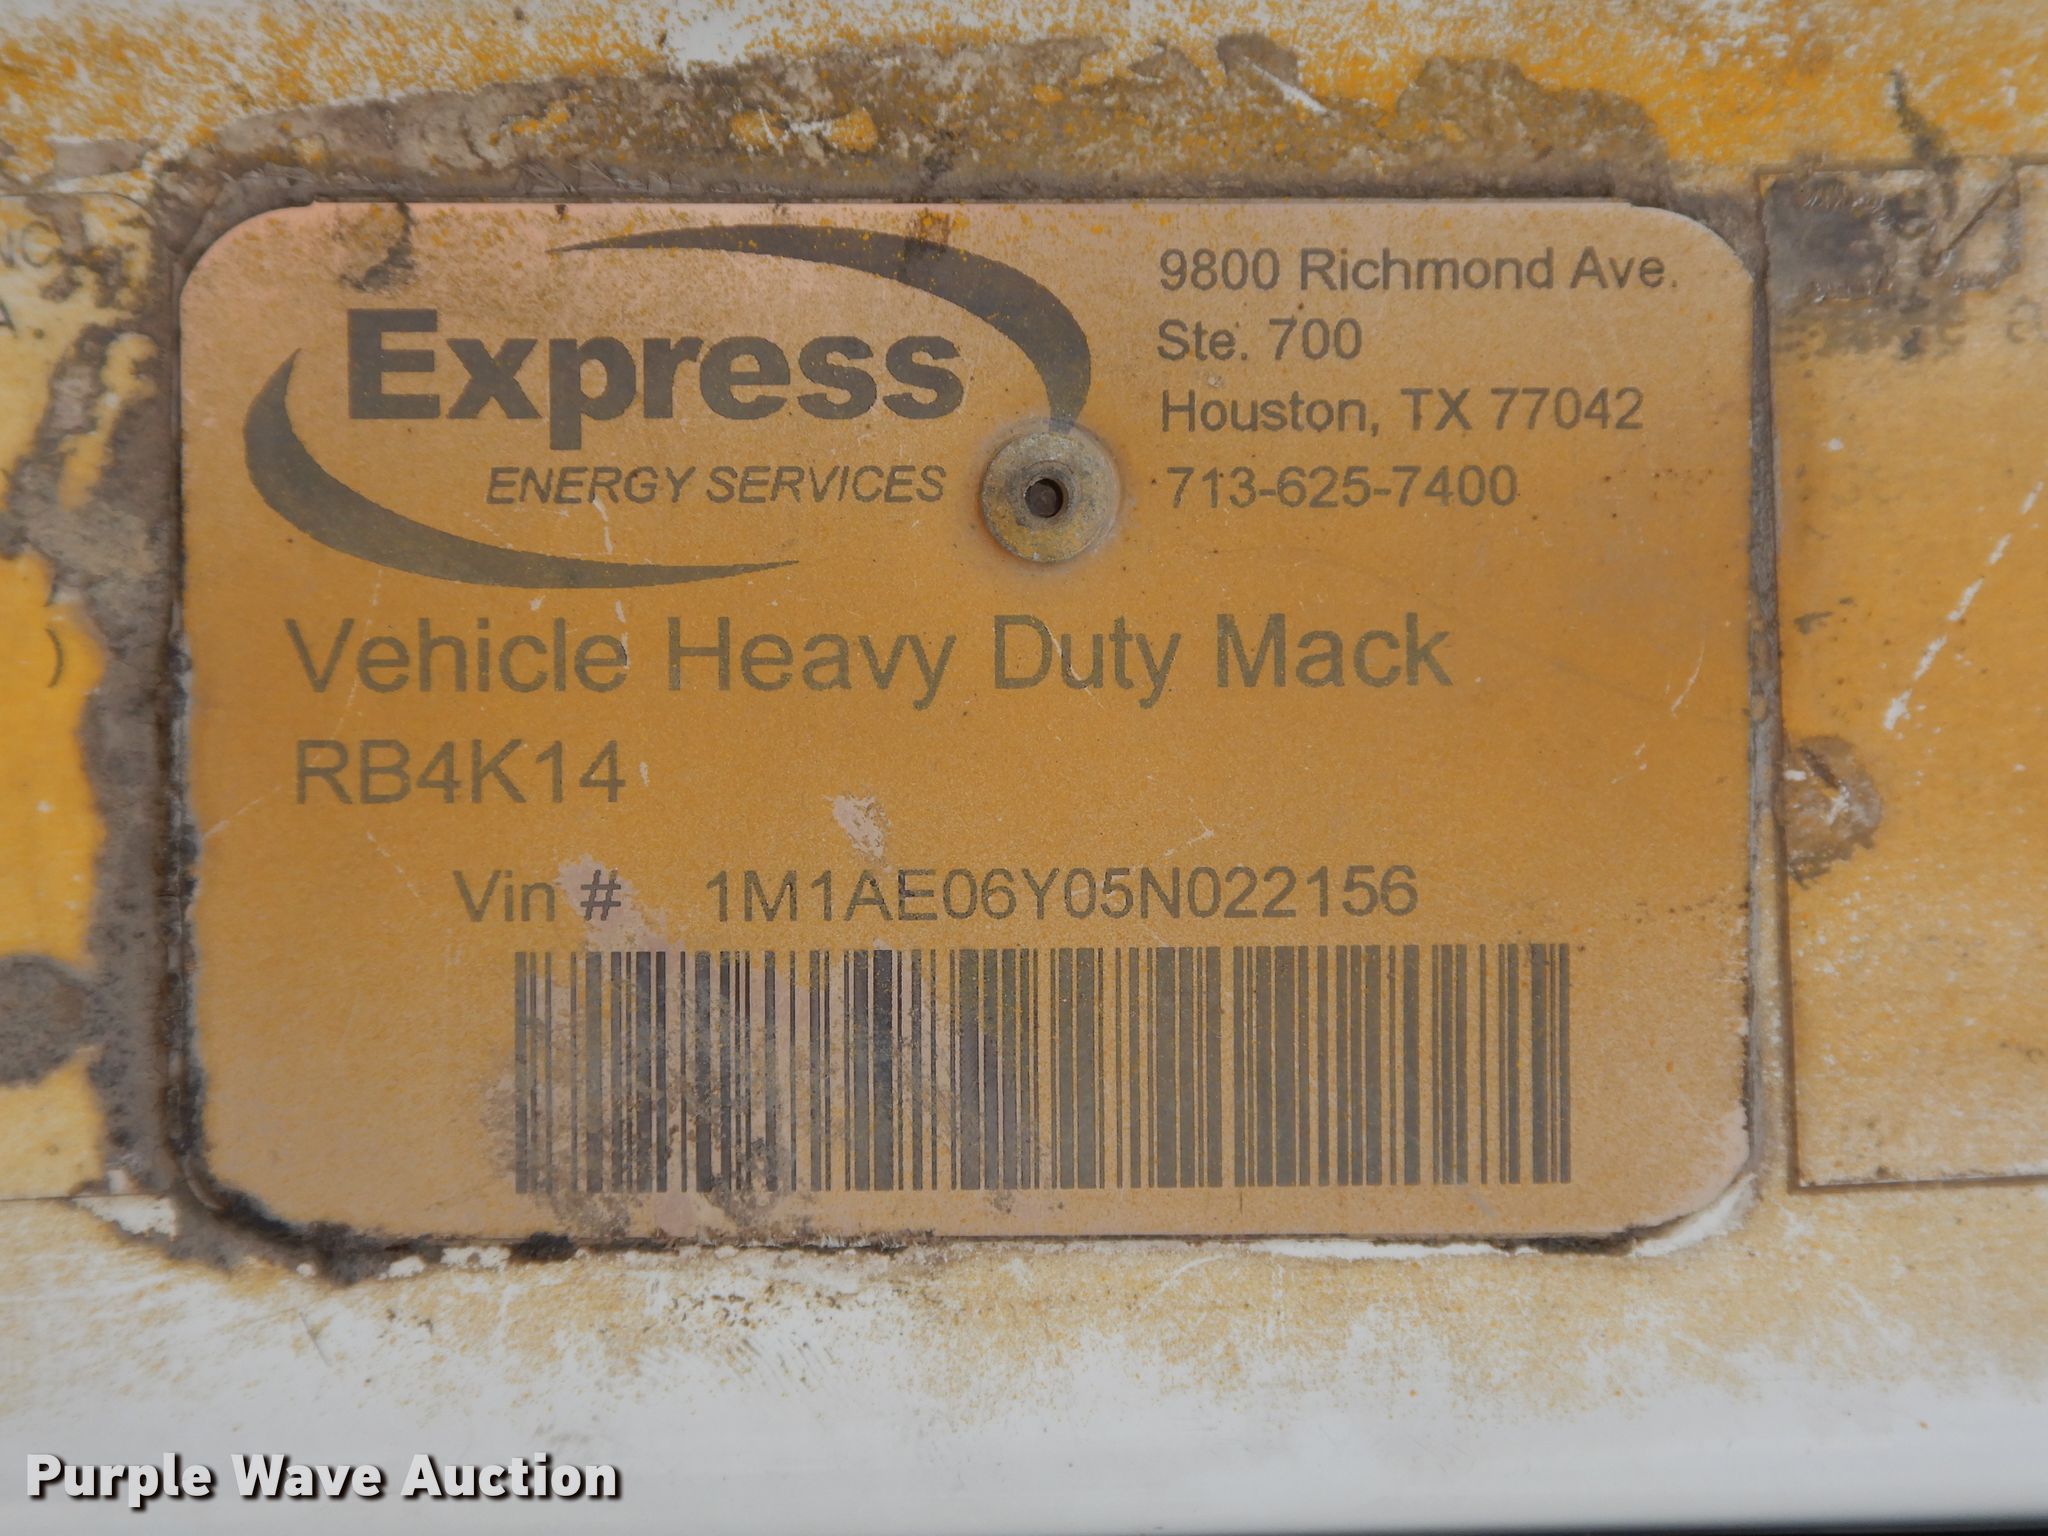 Express
ENERGY SERVICES
9800 Richmond Ave.
Ste. 700
Houston, TX 77042
713-625-7400
Vehicle Heavy Duty Mack
RB4K14
Vin # 1M1AE06Y05N022156
Purple Wave Auction